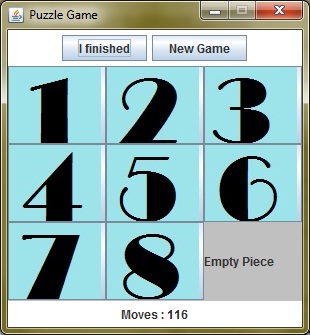 Puzzle Game
I finished New Game
1 2 3
4 5 6
7 8 Empty Piece
Moves : 116